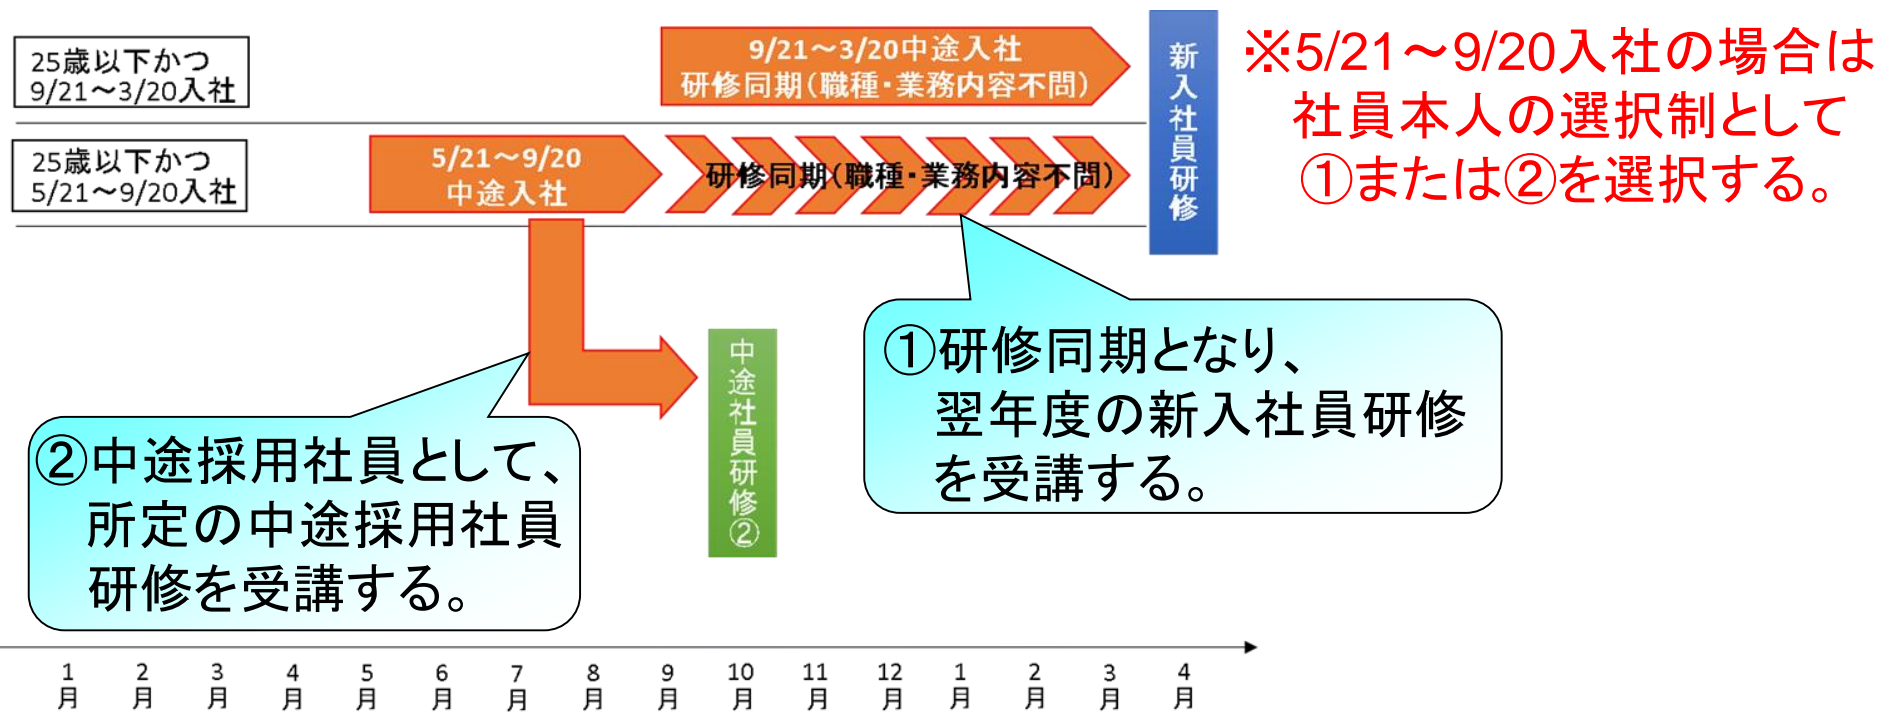 25歳以下かつ
9/21～3/20入社
9/21～3/20中途入社
研修同期(職種・業務内容不問)
新入社員研修
※5/21～9/20入社の場合は
社員本人の選択制として
①または②を選択する。
25歳以下かつ
5/21～9/20入社
5/21～9/20
中途入社
研修同期(職種・業務内容不問)
①研修同期となり、
翌年度の新入社員研修
を受講する。
中途社員研修②
②中途採用社員として、
所定の中途採用社員
研修を受講する。
1月 2月 3月 4月 5月 6月 7月 8月 9月 10月 11月 12月 1月 2月 3月 4月